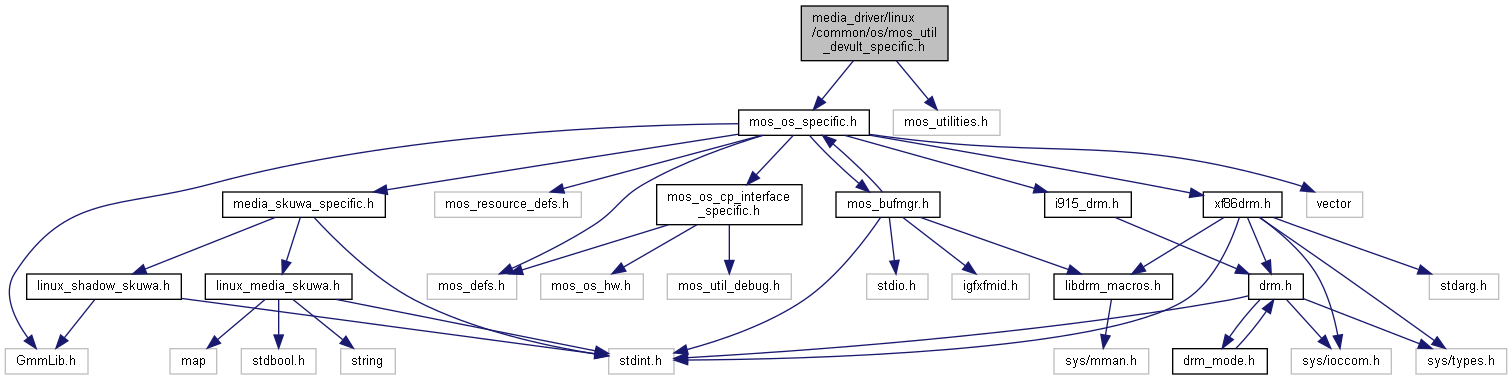 media_driver/linux
/common/os/mos_util
_devult_specific.h
mos_os_specific.h
mos_utilities.h
media_skuwa_specific.h
mos_resource_defs.h
mos_os_cp_interface
_specific.h
mos_bufmgr.h
i915_drm.h
xf86drm.h
vector
linux_shadow_skuwa.h
linux_media_skuwa.h
mos_defs.h
mos_os_hw.h
mos_util_debug.h
stdio.h
igfxfmid.h
libdrm_macros.h
drm.h
stdarg.h
GmmLib.h
map
stdbool.h
string
stdint.h
sys/mman.h
drm_mode.h
sys/ioccom.h
sys/types.h